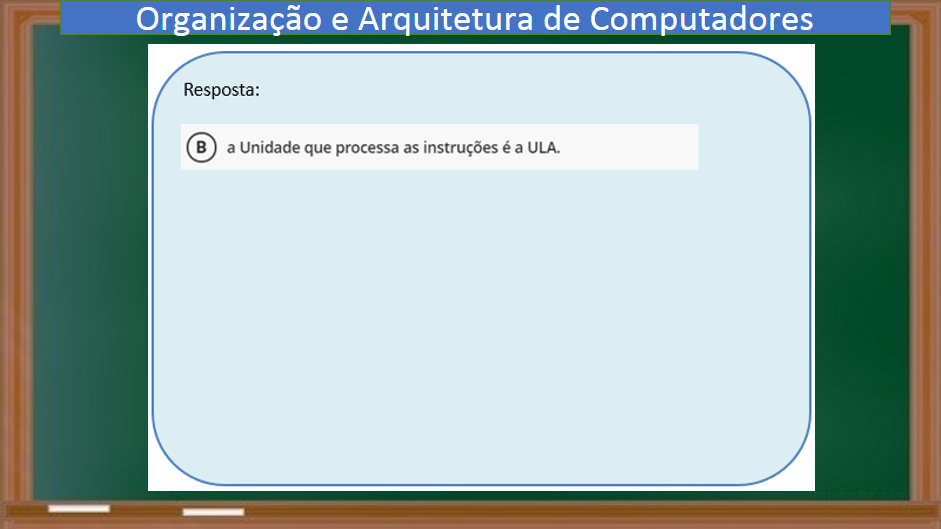 Organização e Arquitetura de Computadores
Resposta:
B a Unidade que processa as instruções é a ULA.